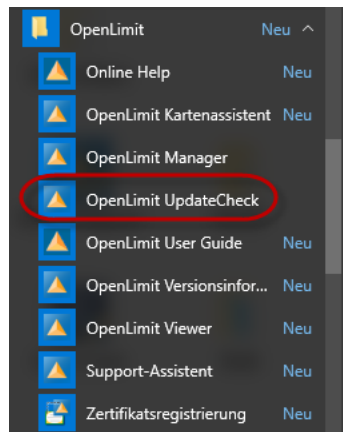 OpenLimit Neu
Online Help Neu
OpenLimit Kartenassistent Neu
OpenLimit Manager
OpenLimit UpdateCheck
OpenLimit User Guide Neu
OpenLimit Versionsinfor... Neu
OpenLimit Viewer Neu
Support-Assistent Neu
Zertifikatsregistrierung Neu